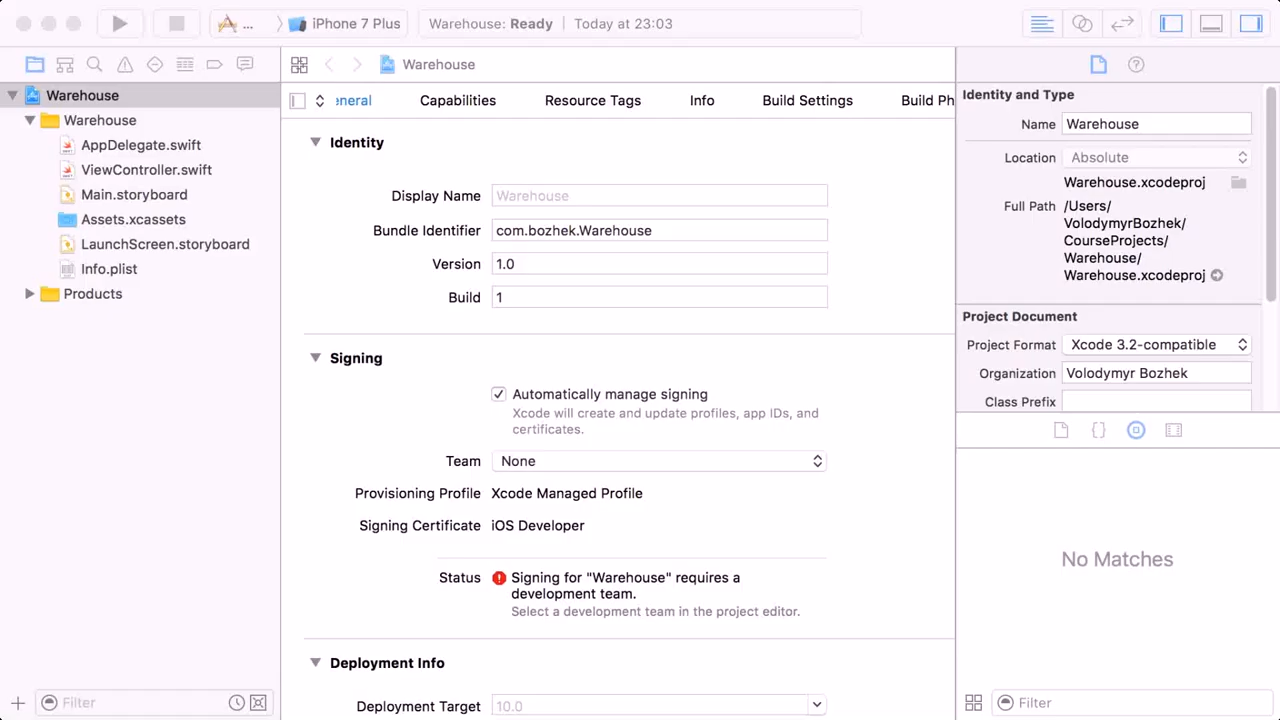 ...
iPhone 7 Plus
Warehouse: Ready
Today at 23:03
Warehouse
Warehouse
AppDelegate.swift
ViewController.swift
Main.storyboard
Assets.xcassets
LaunchScreen.storyboard
Info.plist
Products
Filter
Warehouse
eneral
Capabilities
Resource Tags
Info
Build Settings
Build Ph
Identity
Display Name
Warehouse
Bundle Identifier
com.bozhek.Warehouse
Version
1.0
Build
1
Signing
Automatically manage signing
Xcode will create and update profiles, app IDs, and
certificates.
Team
None
Provisioning Profile
Xcode Managed Profile
Signing Certificate
iOS Developer
Status
Signing for "Warehouse" requires a
development team.
Select a development team in the project editor.
Deployment Info
Deployment Target
10.0
Identity and Type
Name
Warehouse
Location
Absolute
Warehouse.xcodeproj
Full Path
/Users/
VolodymyrBozhek/
CourseProjects/
Warehouse/
Warehouse.xcodeproj
Project Document
Project Format
Xcode 3.2-compatible
Organization
Volodymyr Bozhek
Class Prefix
No Matches
Filter